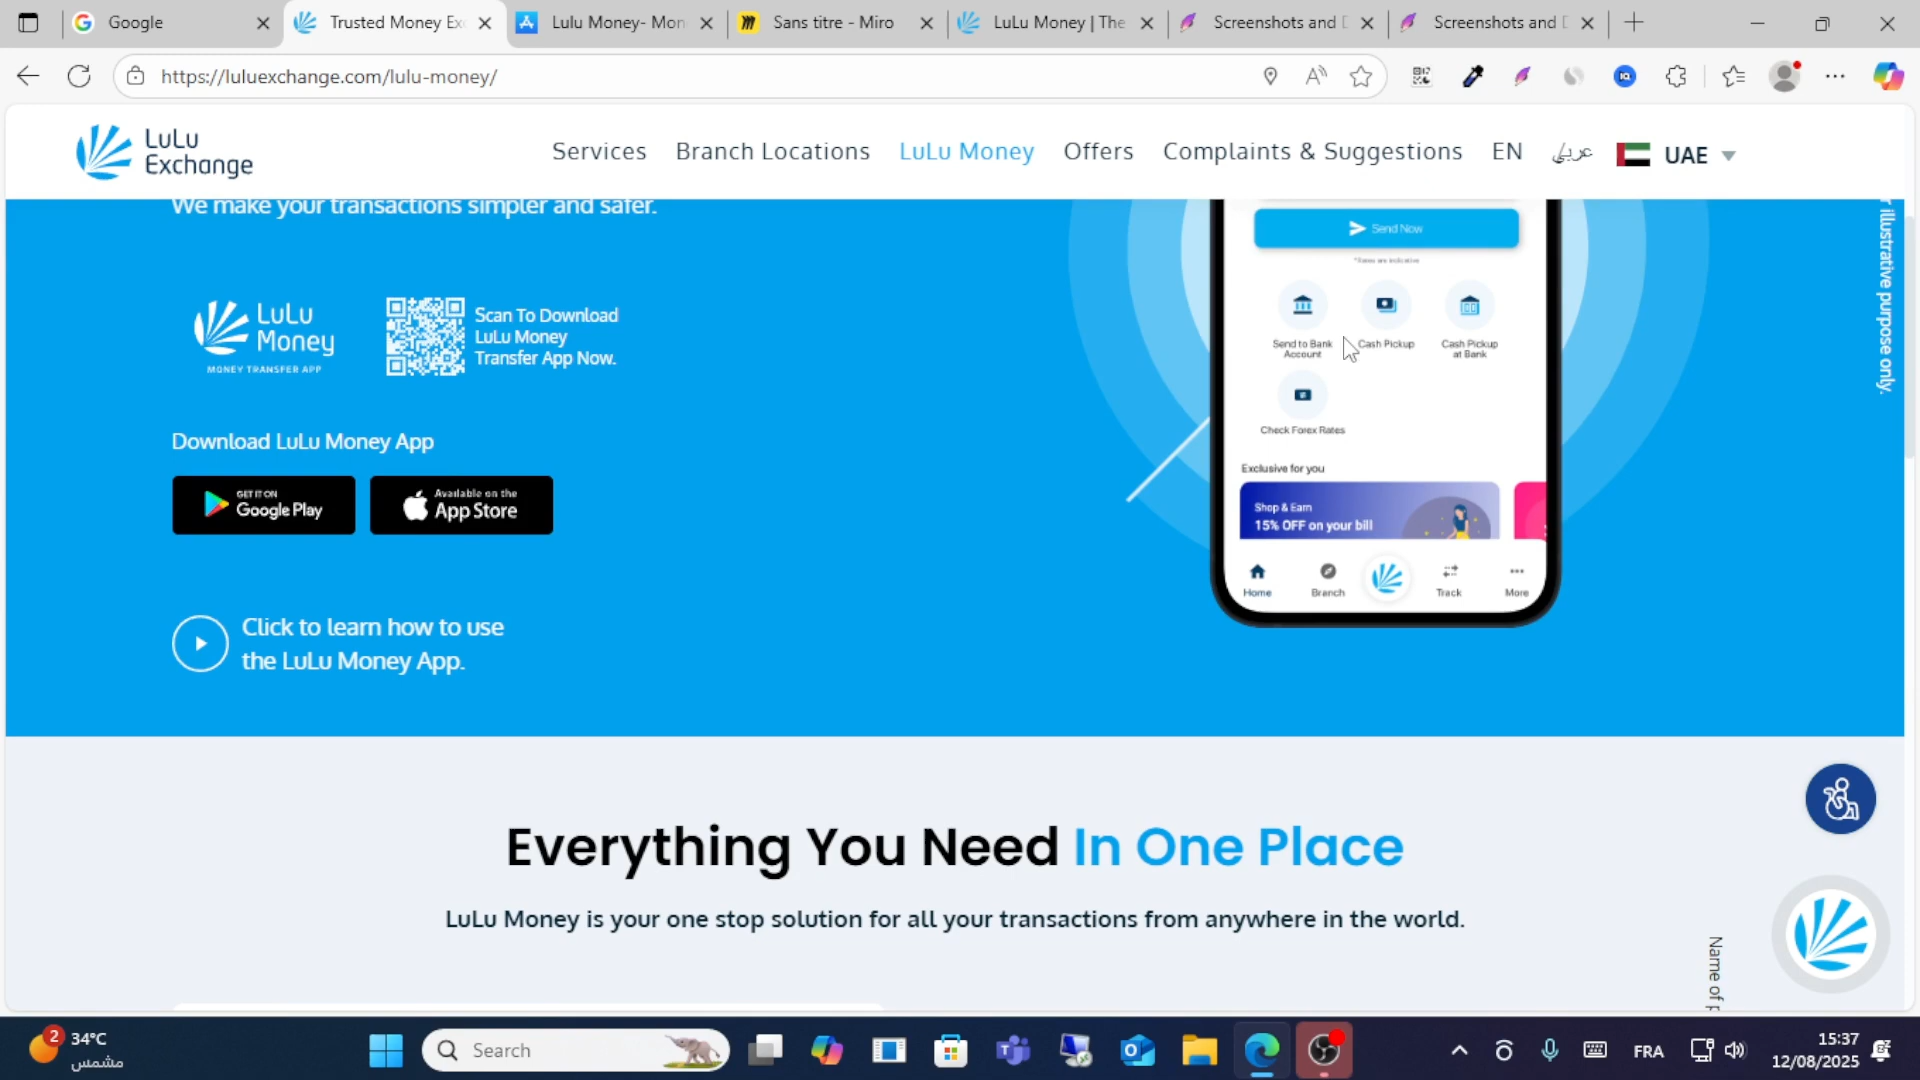 Google
Trusted Money Ex
Lulu Money- Mon
Sans titre - Miro
LuLu Money | The
Screenshots and D
Screenshots and D
https://luluexchange.com/lulu-money/
LuLu
Exchange
Services
Branch Locations
LuLu Money
Offers
Complaints & Suggestions
EN
عربي
UAE
We make your transactions simpler and safer.
LuLu
Money
MONEY TRANSFER APP
Scan To Download
LuLu Money
Transfer App Now.
Download LuLu Money App
GET IT ON
Google Play
Available on the
App Store
Click to learn how to use
the LuLu Money App.
Send Now
*Rates are indicative
Send to Bank
Account
Cash Pickup
Cash Pickup
at Bank
Check Forex Rates
Exclusive for you
Shop & Earn
15% OFF on your bill
Home
Branch
Track
More
r illustrative purpose only.
Everything You Need In One Place
LuLu Money is your one stop solution for all your transactions from anywhere in the world.
Name of
2
34°C
مشمس
Search
FRA
15:37
12/08/2025